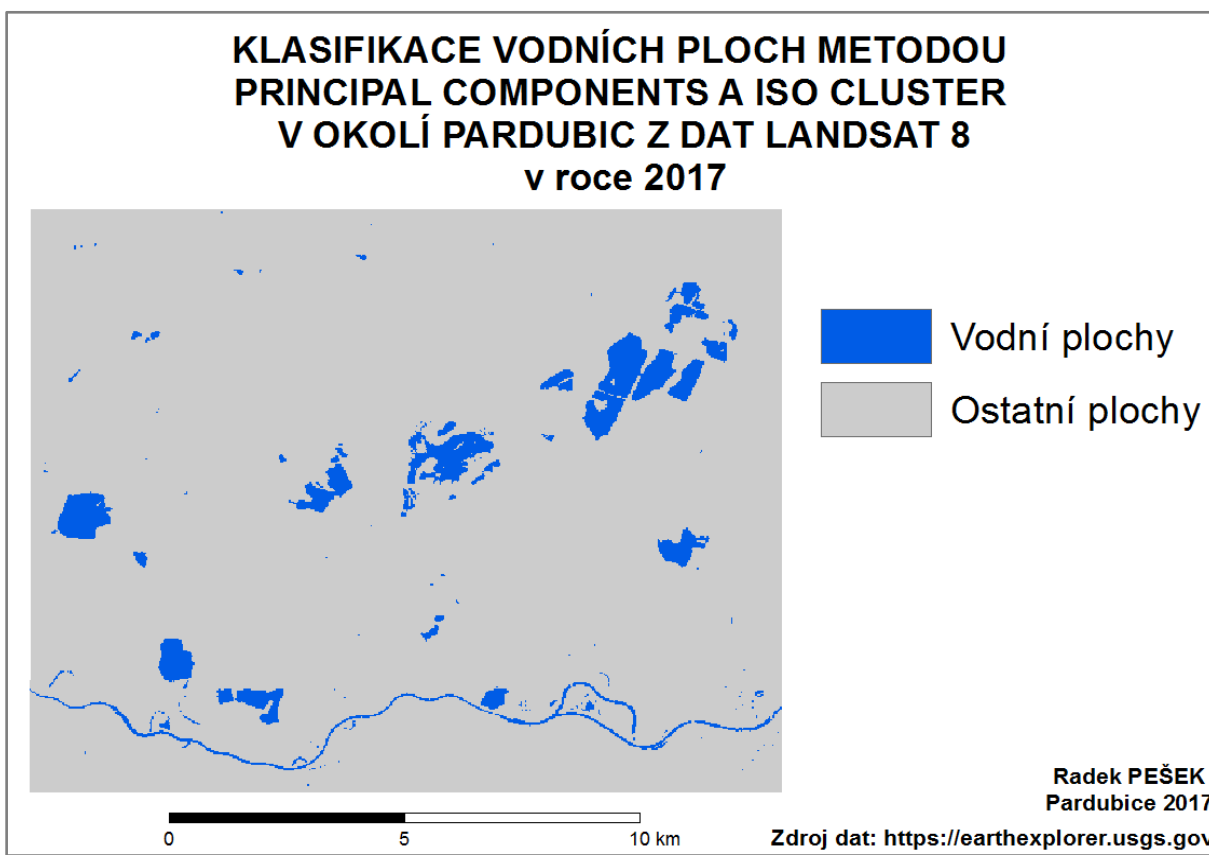 KLASIFIKACE VODNÍCH PLOCH METODOU
PRINCIPAL COMPONENTS A ISO CLUSTER
V OKOLÍ PARDUBIC Z DAT LANDSAT 8
v roce 2017
Vodní plochy
Ostatní plochy
Radek PEŠEK
Pardubice 2017
0 5 10 km
Zdroj dat: https://earthexplorer.usgs.gov